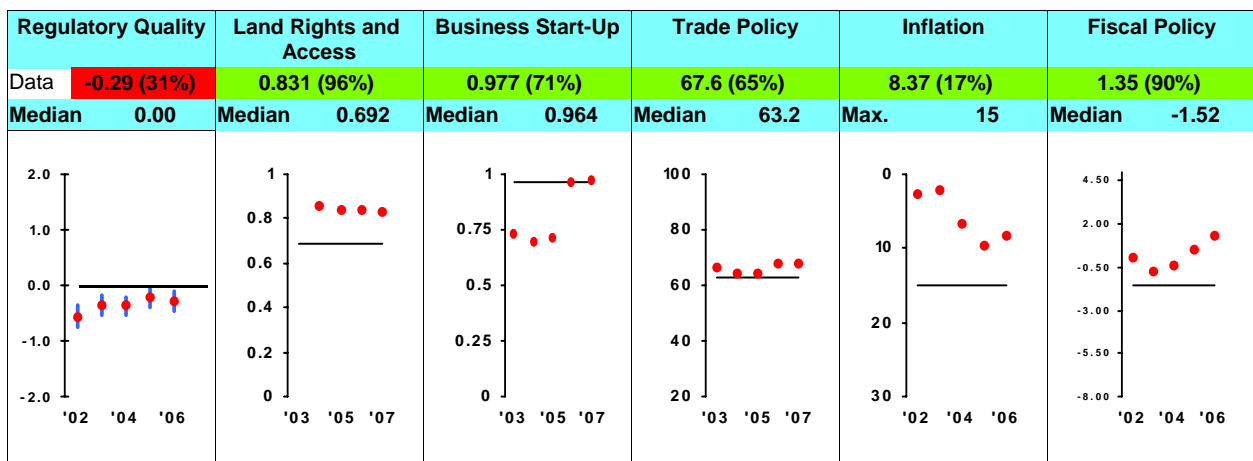 Regulatory Quality
Land Rights and
Access
Business Start-Up
Trade Policy
Inflation
Fiscal Policy
Data -0.29 (31%)
0.831 (96%)
0.977 (71%)
67.6 (65%)
8.37 (17%)
1.35 (90%)
Median 0.00
Median 0.692
Median 0.964
Median 63.2
Max. 15
Median -1.52
2.0
1.0
0.0
-1.0
-2.0
'02 '04 '06
1
0.8
0.6
0.4
0.2
0
'03 '05 '07
1
0.75
0.5
0.25
0
'03 '05 '07
100
80
60
40
20
'03 '05 '07
0
10
20
30
'02 '04 '06
4.50
2.00
-0.50
-3.00
-5.50
-8.00
'02 '04 '06